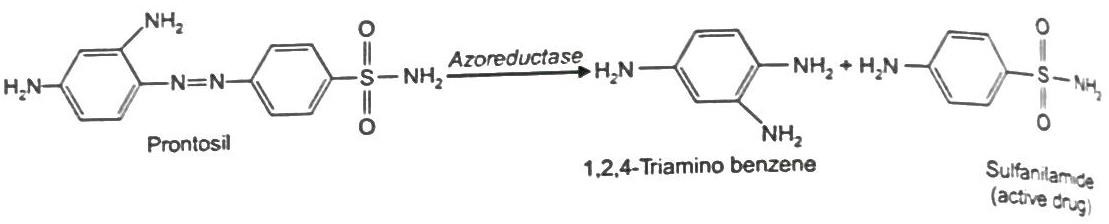 NH₂
H₂N
N=N
O
S
NH₂
O
Prontosil
Azoreductase
H₂N
NH₂
NH₂
1,2,4-Triamino benzene
+
H₂N
O
S
NH₂
O
Sulfanilamide
(active drug)